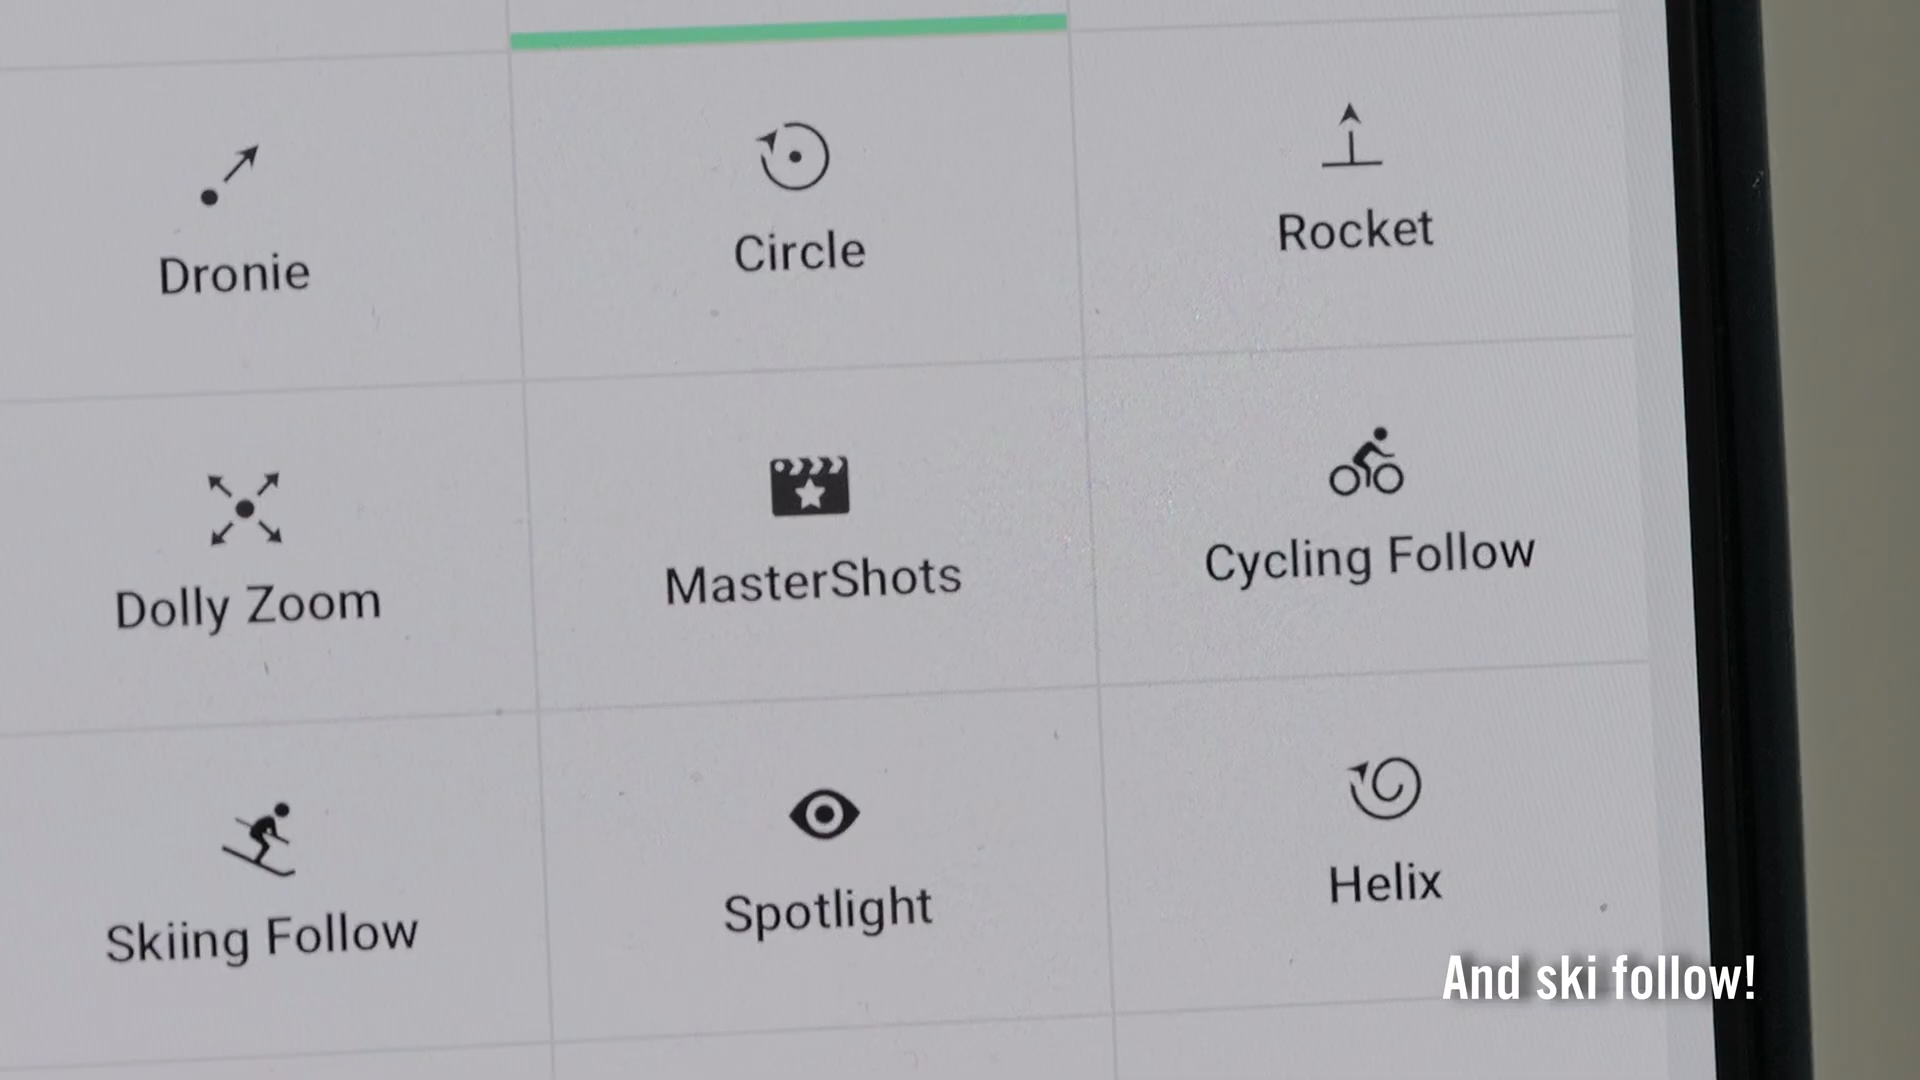 Dronie
Circle
Rocket
Dolly Zoom
MasterShots
Cycling Follow
Skiing Follow
Spotlight
Helix
And ski follow!